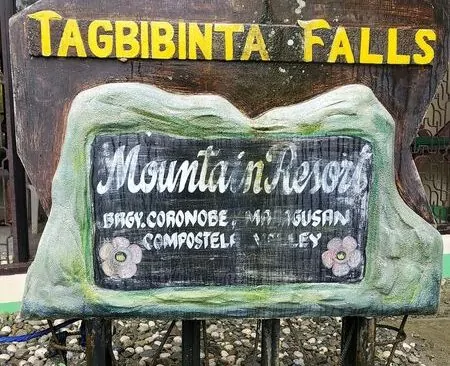 TAGBIBINTA FALLS
Mountain Resort
BRGY. CORONOBE, MARAGUSAN
COMPOSTELA VALLEY